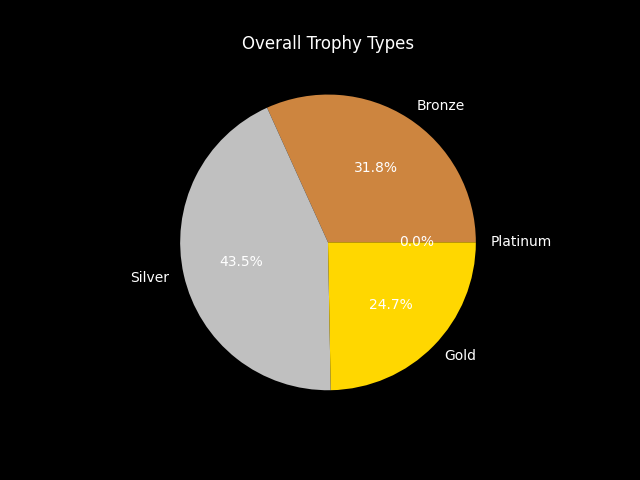 Overall Trophy Types
Bronze
31.8%
0.0%
Platinum
43.5%
Silver
24.7%
Gold